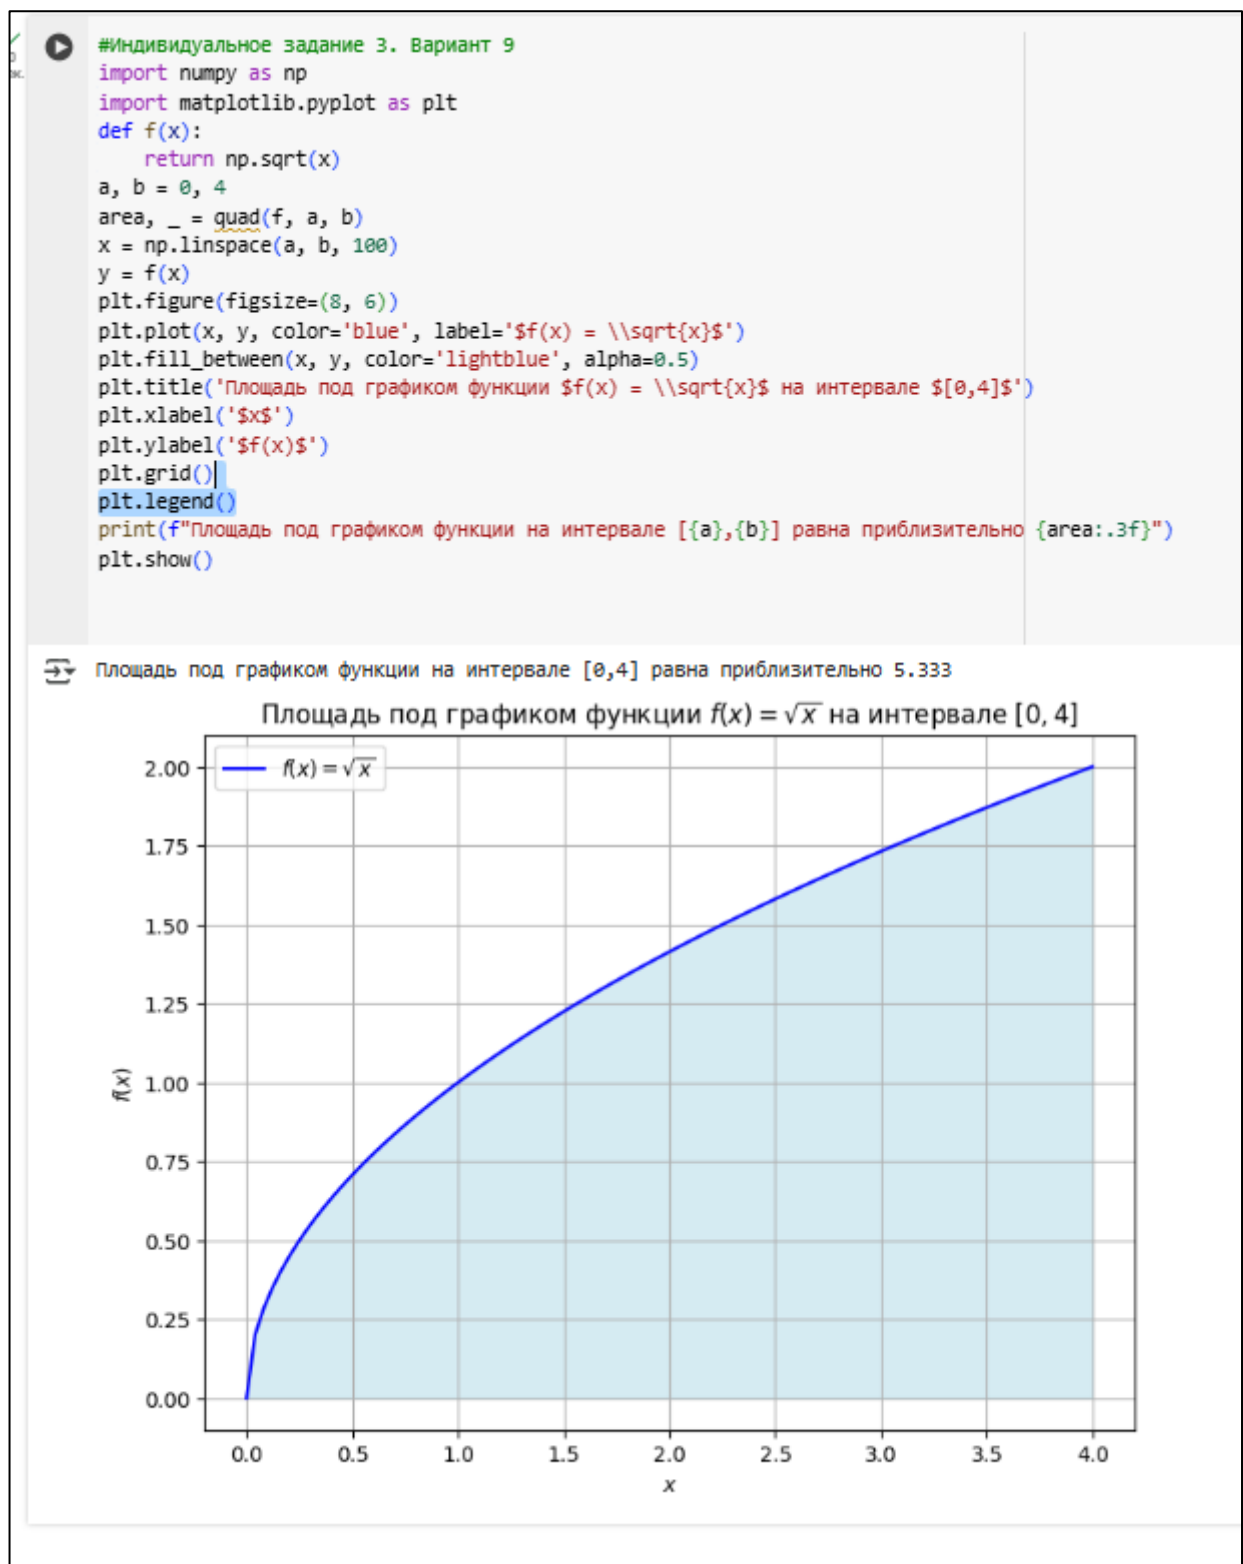 #Индивидуальное задание 3. Вариант 9
import numpy as np
import matplotlib.pyplot as plt
def f(x):
    return np.sqrt(x)
a, b = 0, 4
area, _ = quad(f, a, b)
x = np.linspace(a, b, 100)
y = f(x)
plt.figure(figsize=(8, 6))
plt.plot(x, y, color='blue', label='$f(x) = \\sqrt{x}$')
plt.fill_between(x, y, color='lightblue', alpha=0.5)
plt.title('Площадь под графиком функции $f(x) = \\sqrt{x}$ на интервале $[0,4]$')
plt.xlabel('$x$')
plt.ylabel('$f(x)$')
plt.grid()
plt.legend()
print(f"Площадь под графиком функции на интервале [{a},{b}] равна приблизительно {area:.3f}")
plt.show()
Площадь под графиком функции на интервале [0,4] равна приблизительно 5.333
Площадь под графиком функции f(x) = √x на интервале [0, 4]
f(x) = √x
2.00
1.75
1.50
1.25
1.00
0.75
0.50
0.25
0.00
f(x)
0.0 0.5 1.0 1.5 2.0 2.5 3.0 3.5 4.0
x